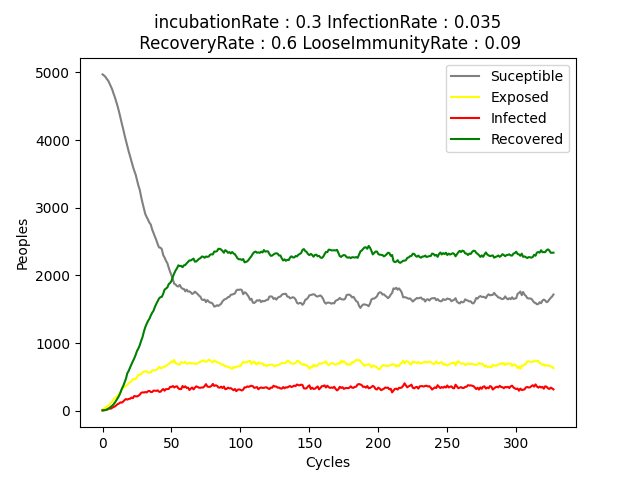 incubationRate : 0.3 InfectionRate : 0.035
RecoveryRate : 0.6 LooseImmunityRate : 0.09
Suceptible
Exposed
Infected
Recovered
Peoples
5000
4000
3000
2000
1000
0
0 50 100 150 200 250 300
Cycles